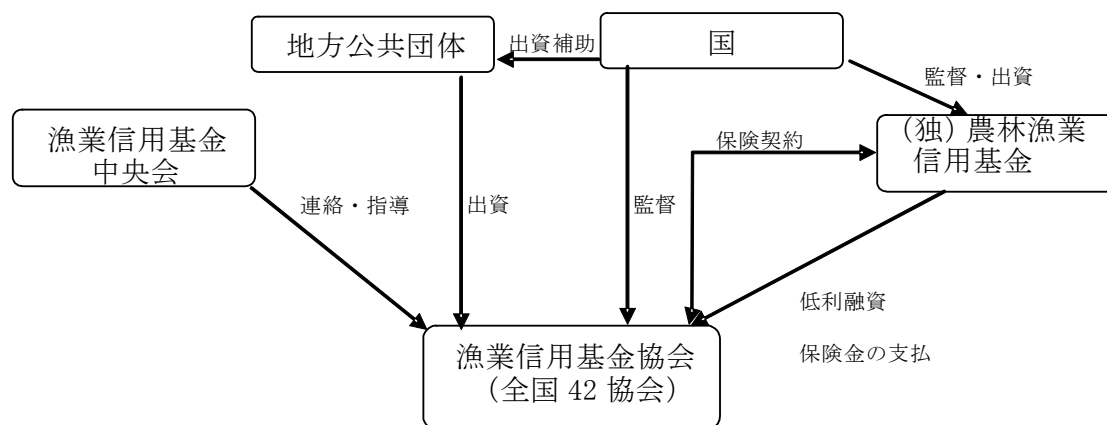 地方公共団体
出資補助
国
監督・出資
漁業信用基金
中央会
保険契約
(独)農林漁業
信用基金
連絡・指導
出資
監督
低利融資
保険金の支払
漁業信用基金協会
(全国 42 協会)